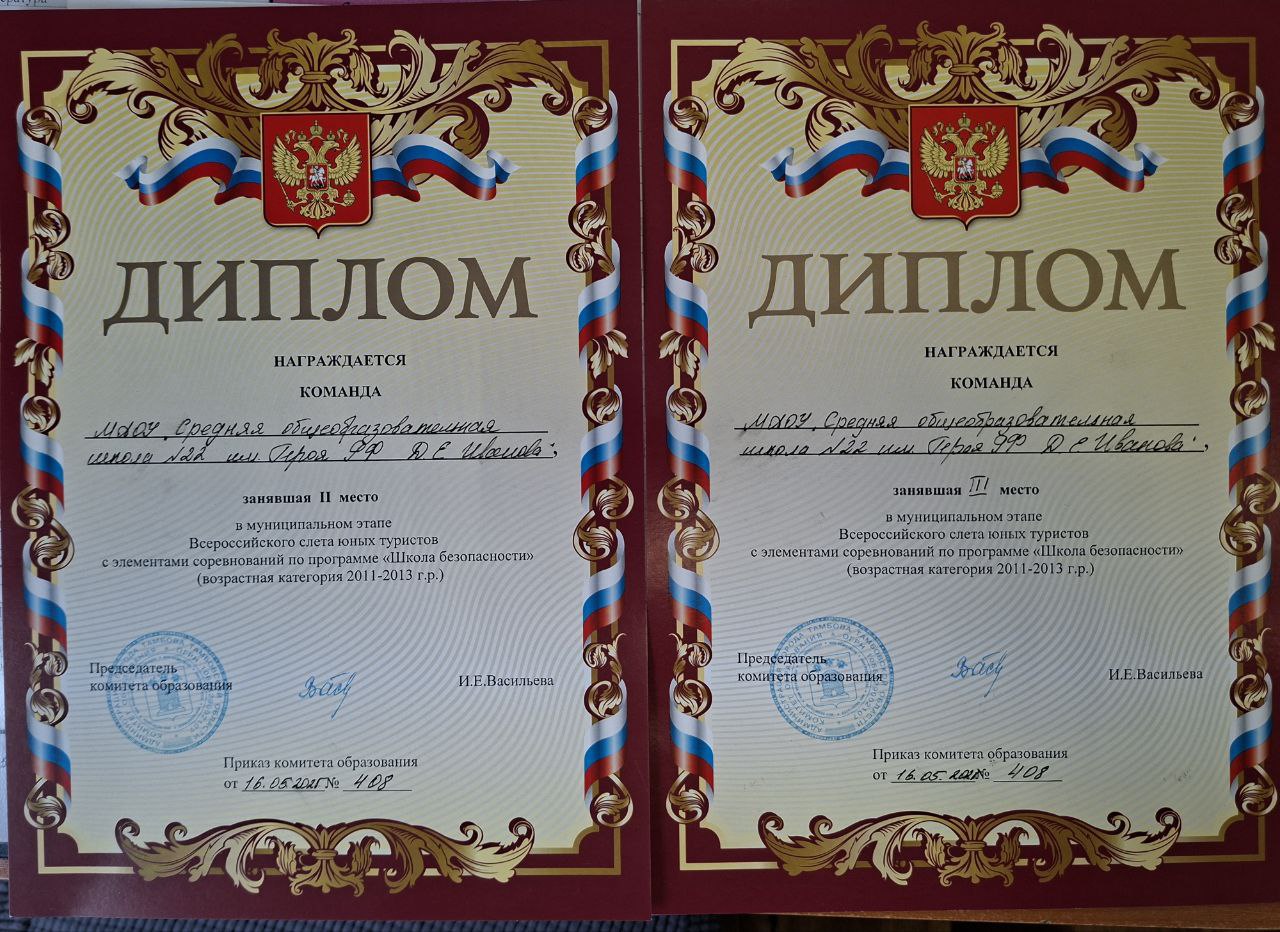 ДИПЛОМ
НАГРАЖДАЕТСЯ
КОМАНДА
МАОУ "Средняя общеобразовательная
школа №22 им Героя РФ Д Е Иванова",
занявшая II место
в муниципальном этапе
Всероссийского слета юных туристов
с элементами соревнований по программе «Школа безопасности»
(возрастная категория 2011-2013 г.р.)
Председатель
комитета образования
И.Е.Васильева
Приказ комитета образования
от 16.05.2025 № 408
ДИПЛОМ
НАГРАЖДАЕТСЯ
КОМАНДА
МАОУ "Средняя общеобразовательная
школа №22 им Героя РФ Д Е Иванова",
занявшая III место
в муниципальном этапе
Всероссийского слета юных туристов
с элементами соревнований по программе «Школа безопасности»
(возрастная категория 2011-2013 г.р.)
Председатель
комитета образования
И.Е.Васильева
Приказ комитета образования
от 16.05.2025 № 408